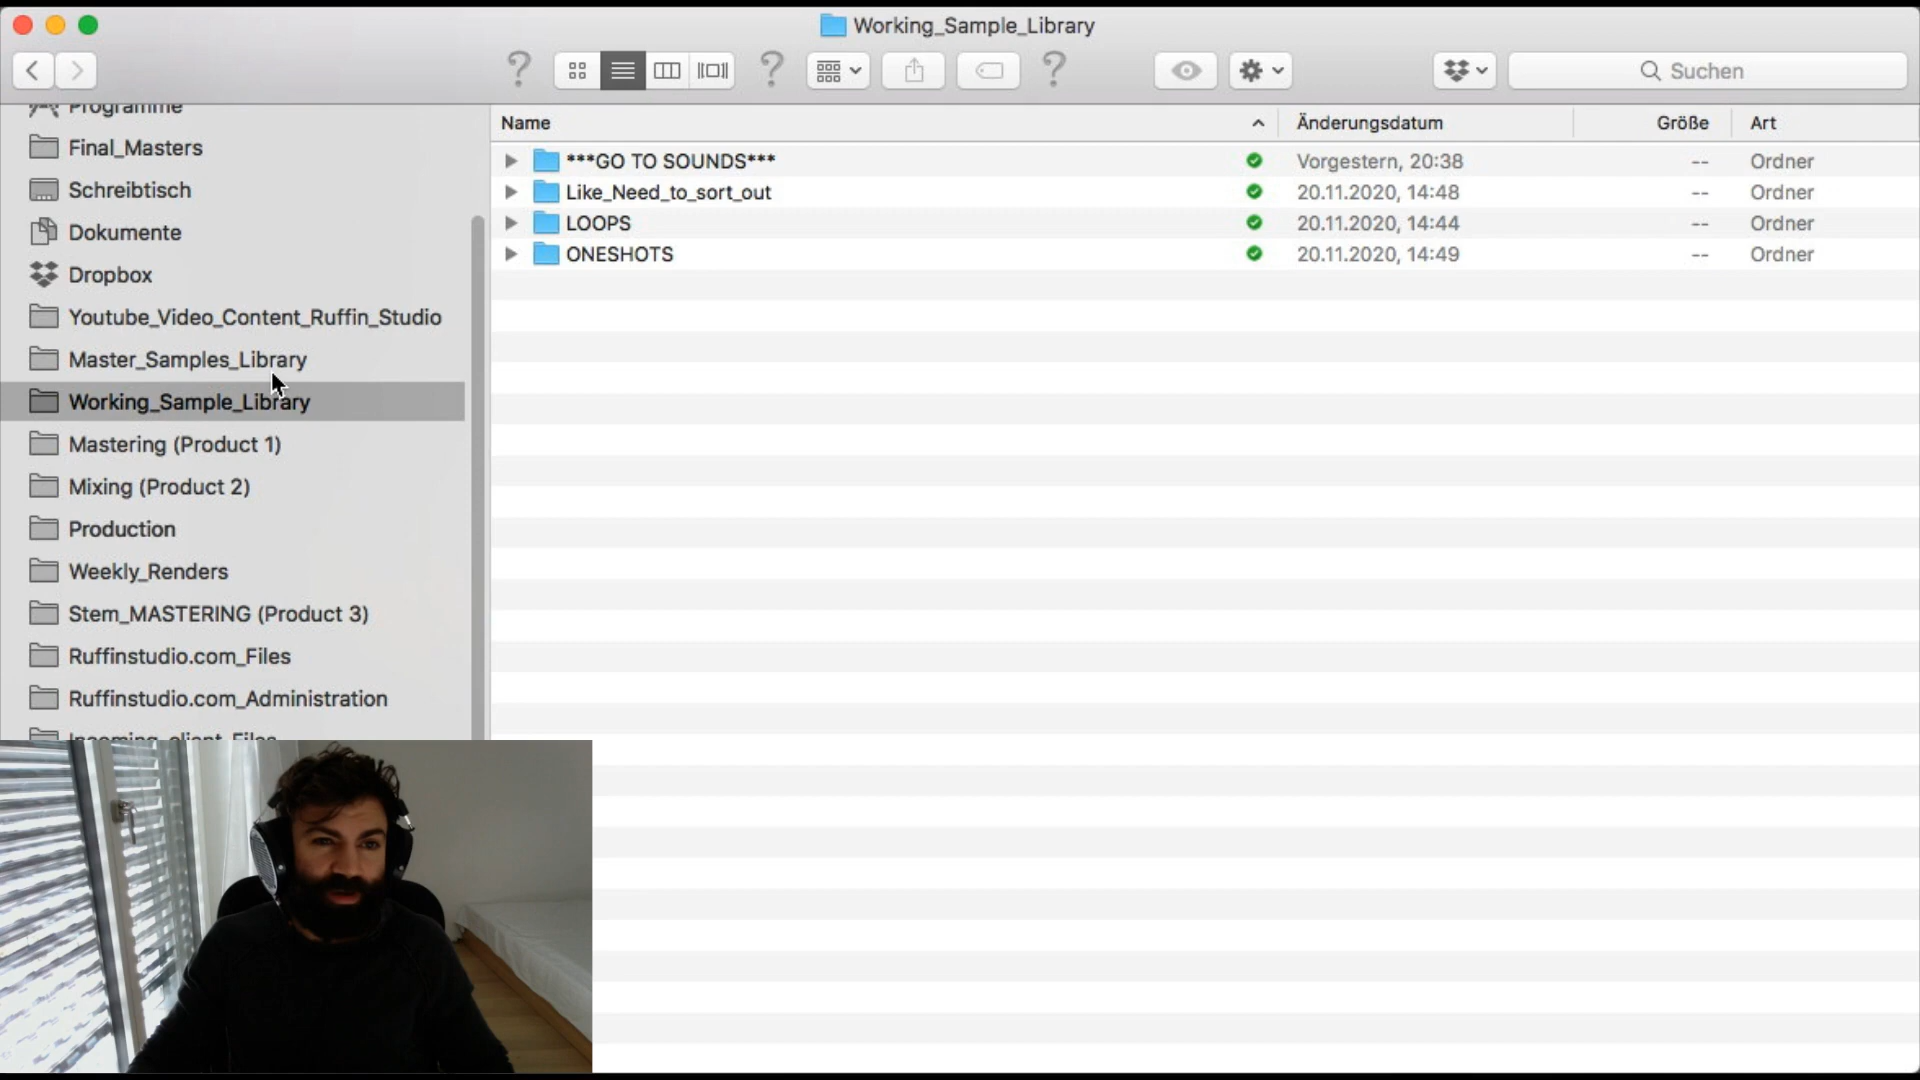 Working_Sample_Library
Suchen
Name
Änderungsdatum
Größe
Art
Programme
Final_Masters
Schreibtisch
Dokumente
Dropbox
Youtube_Video_Content_Ruffin_Studio
Master_Samples_Library
Working_Sample_Library
Mastering (Product 1)
Mixing (Product 2)
Production
Weekly_Renders
Stem_MASTERING (Product 3)
Ruffinstudio.com_Files
Ruffinstudio.com_Administration
Incoming_client_Files
***GO TO SOUNDS*** Vorgestern, 20:38 -- Ordner
Like_Need_to_sort_out 20.11.2020, 14:48 -- Ordner
LOOPS 20.11.2020, 14:44 -- Ordner
ONESHOTS 20.11.2020, 14:49 -- Ordner